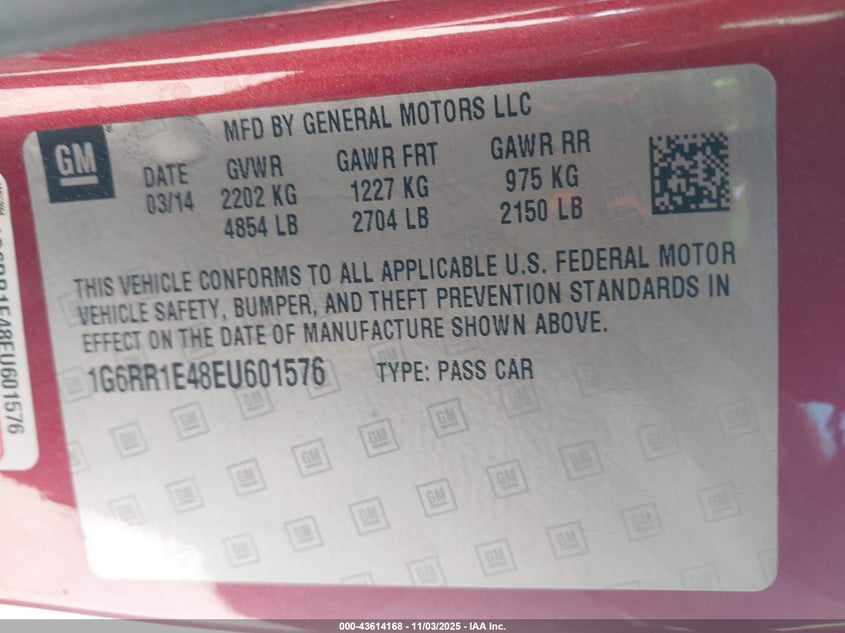 MFD BY GENERAL MOTORS LLC
GM
DATE GVWR GAWR FRT GAWR RR
03/14 2202 KG 1227 KG 975 KG
4854 LB 2704 LB 2150 LB
THIS VEHICLE CONFORMS TO ALL APPLICABLE U.S. FEDERAL MOTOR
VEHICLE SAFETY, BUMPER, AND THEFT PREVENTION STANDARDS IN
EFFECT ON THE DATE OF MANUFACTURE SHOWN ABOVE.
1G6RR1E48EU601576 TYPE: PASS CAR
000-43614168 - 11/03/2025 - IAA Inc.